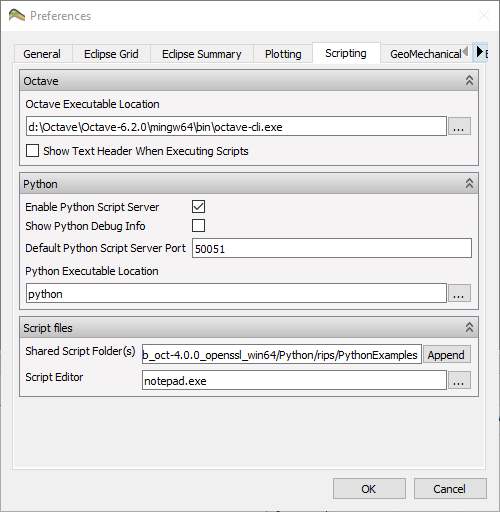 Preferences
General Eclipse Grid Eclipse Summary Plotting Scripting GeoMechanical
Octave
Octave Executable Location
d:\Octave\Octave-6.2.0\mingw64\bin\octave-cli.exe ...
Show Text Header When Executing Scripts
Python
Enable Python Script Server
Show Python Debug Info
Default Python Script Server Port 50051
Python Executable Location
python ...
Script files
Shared Script Folder(s) b_oct-4.0.0_openssl_win64/Python/rips/PythonExamples Append
Script Editor notepad.exe ...
OK Cancel